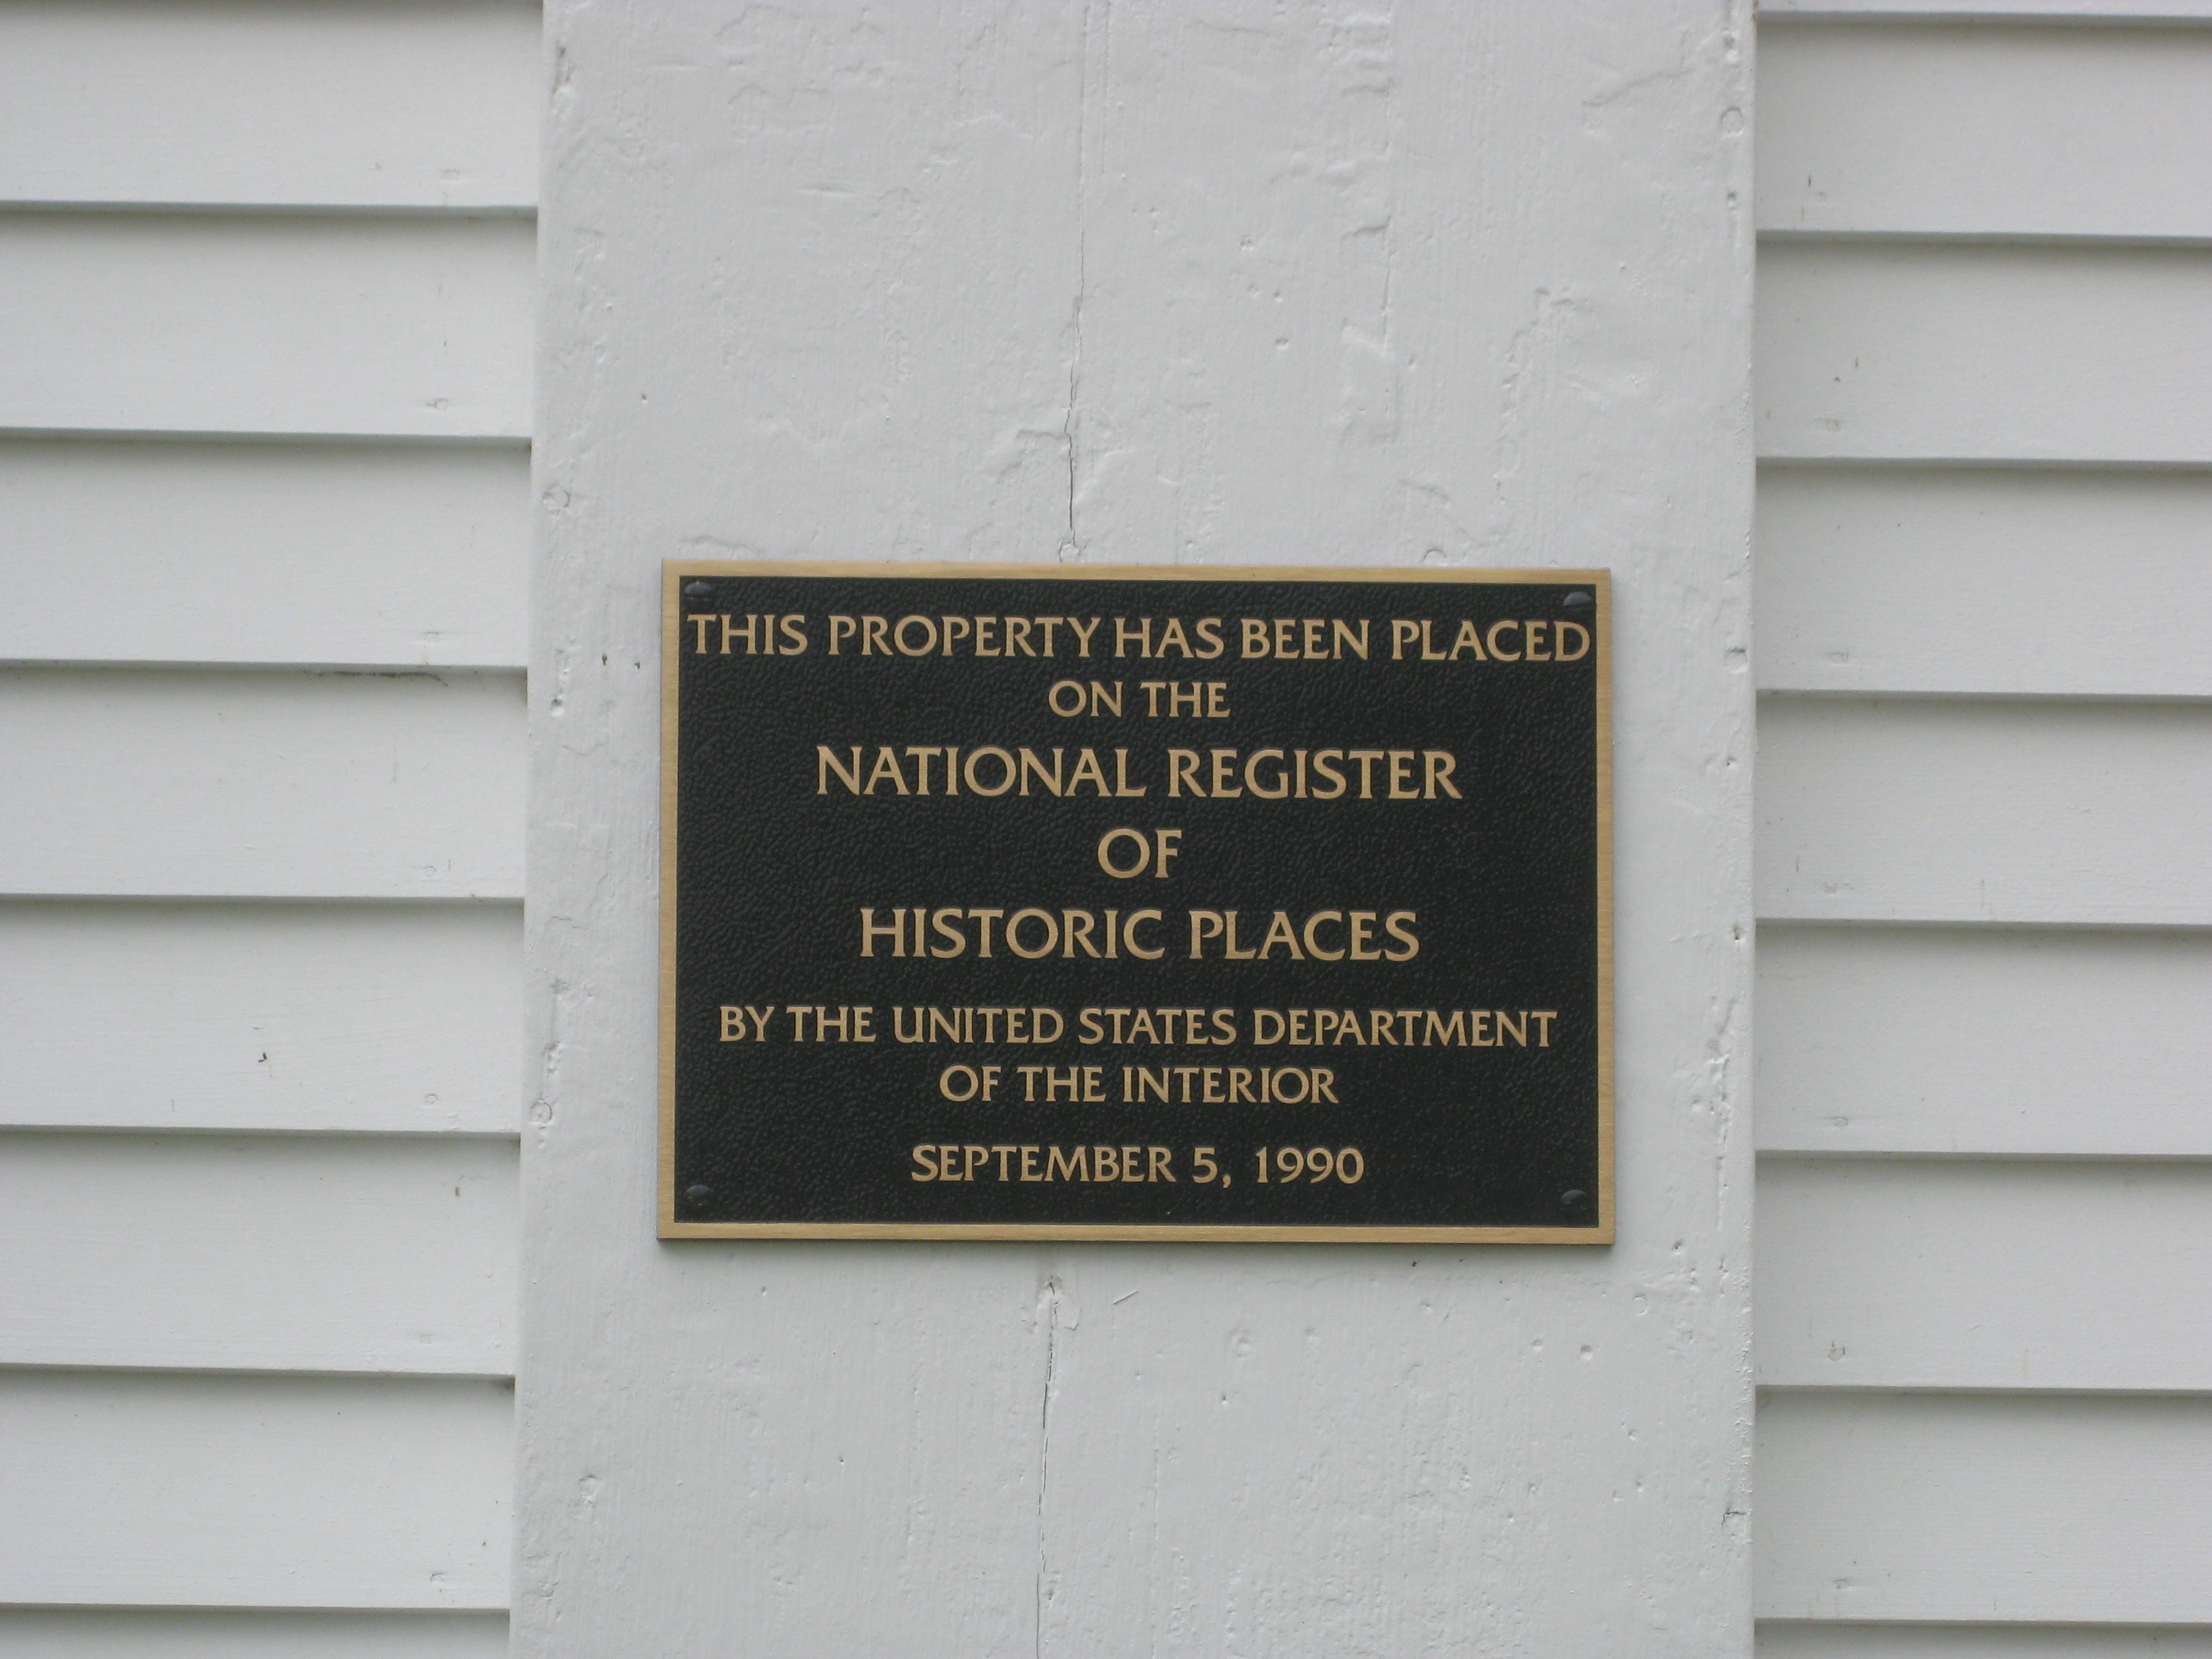 THIS PROPERTY HAS BEEN PLACED
ON THE
NATIONAL REGISTER
OF
HISTORIC PLACES
BY THE UNITED STATES DEPARTMENT
OF THE INTERIOR
SEPTEMBER 5, 1990